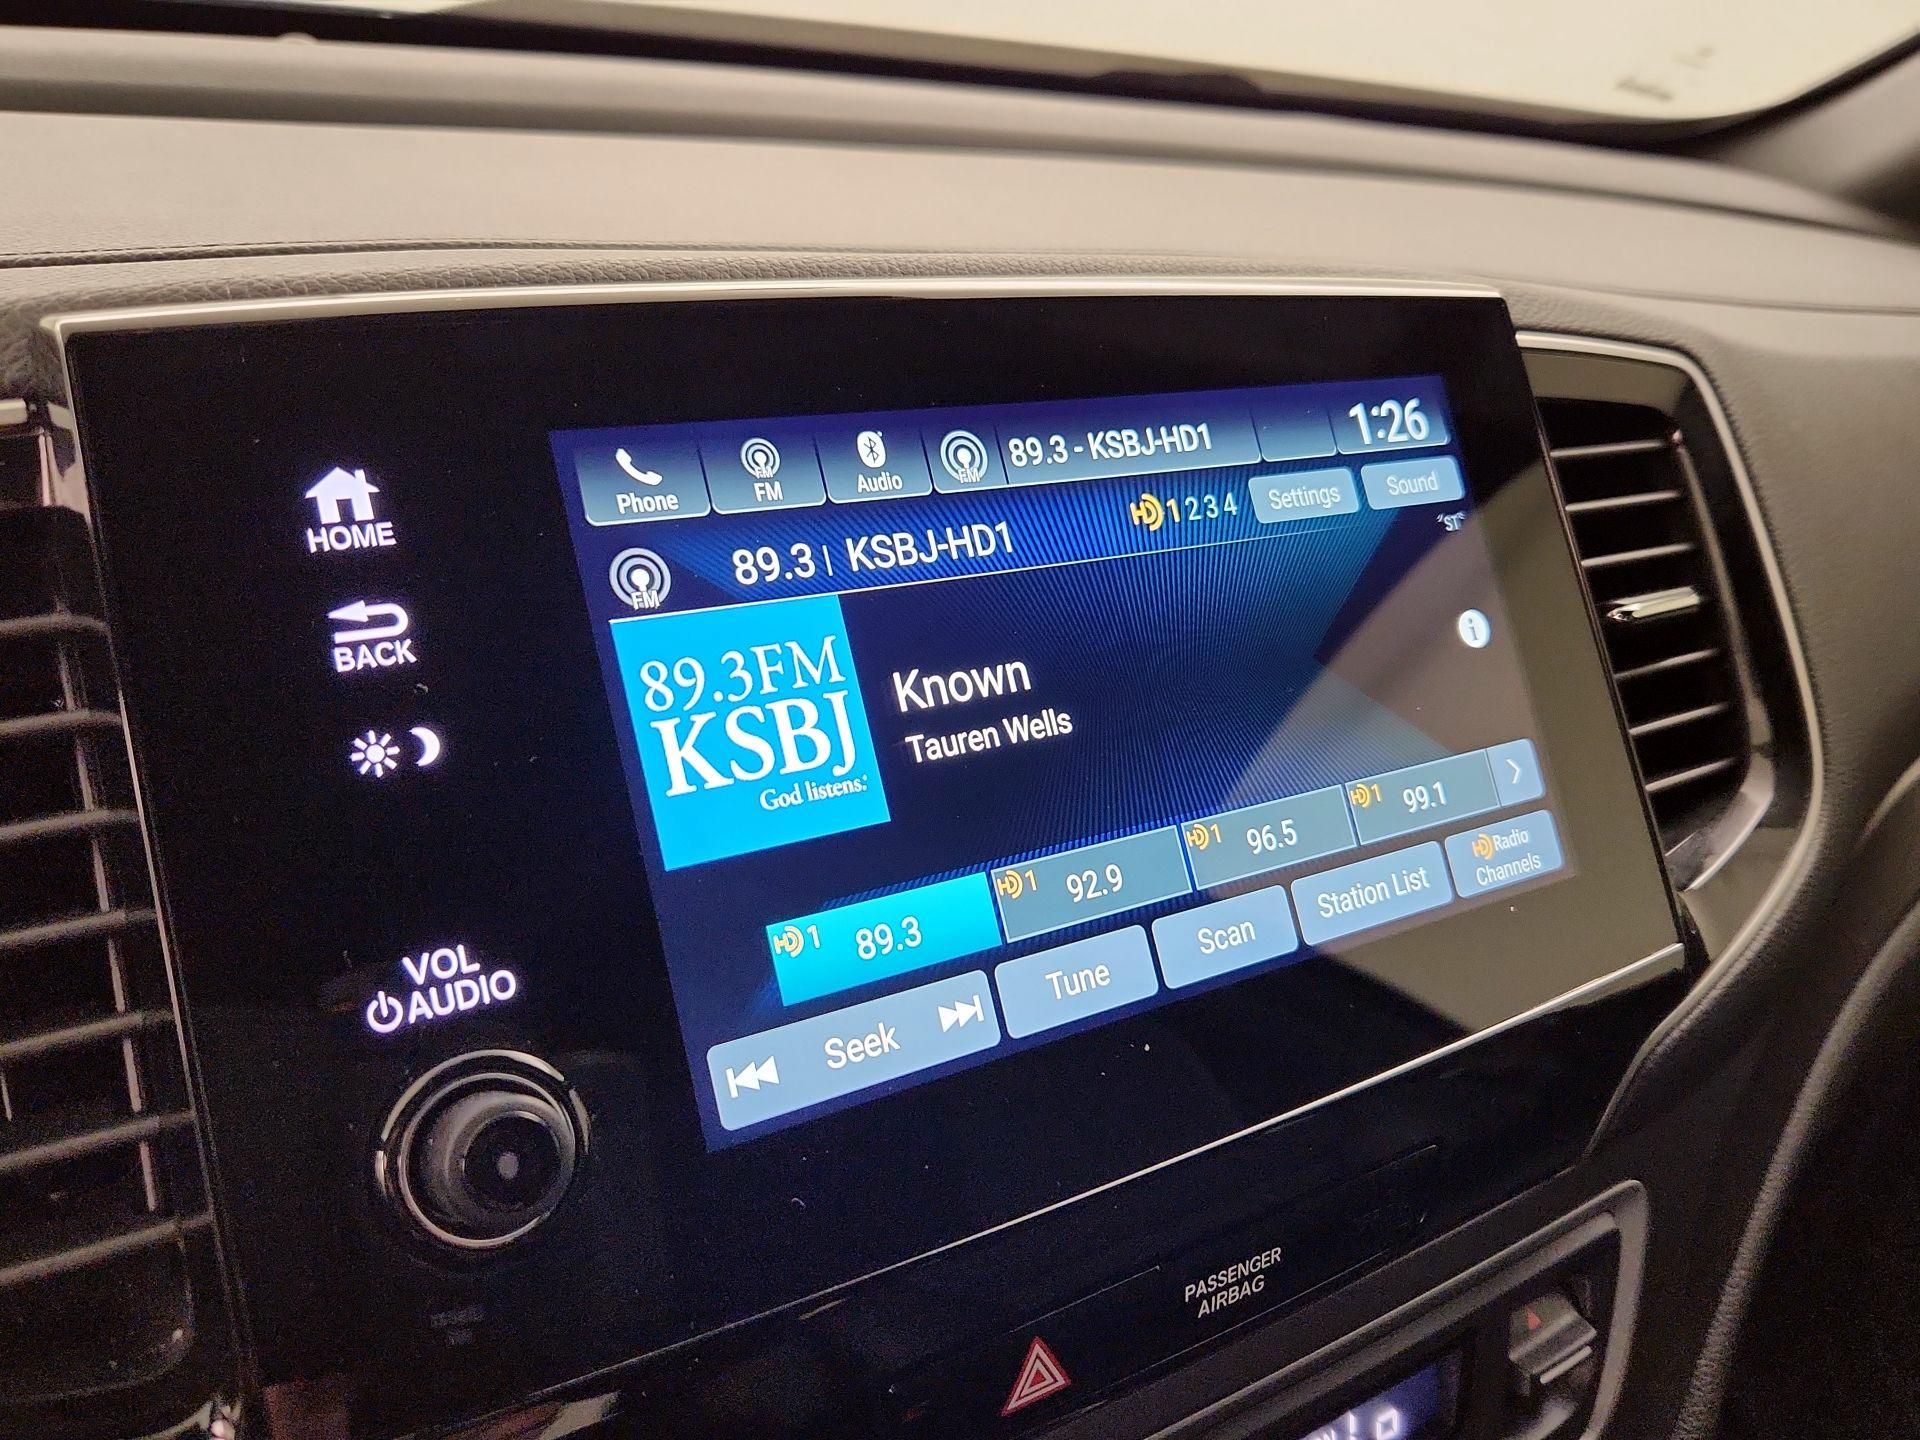 HOME
BACK
VOL
AUDIO
Phone
FM
FM
Audio
FM
89.3 - KSBJ-HD1
1:26
FM
89.3 | KSBJ-HD1
HD 1 2 3 4
Settings
Sound
"ST"
89.3FM
KSBJ
God listens.
Known
Tauren Wells
i
HD 1 89.3
HD 1 92.9
HD 1 96.5
HD 1 99.1
Seek
Tune
Scan
Station List
HD Radio
Channels
PASSENGER
AIRBAG